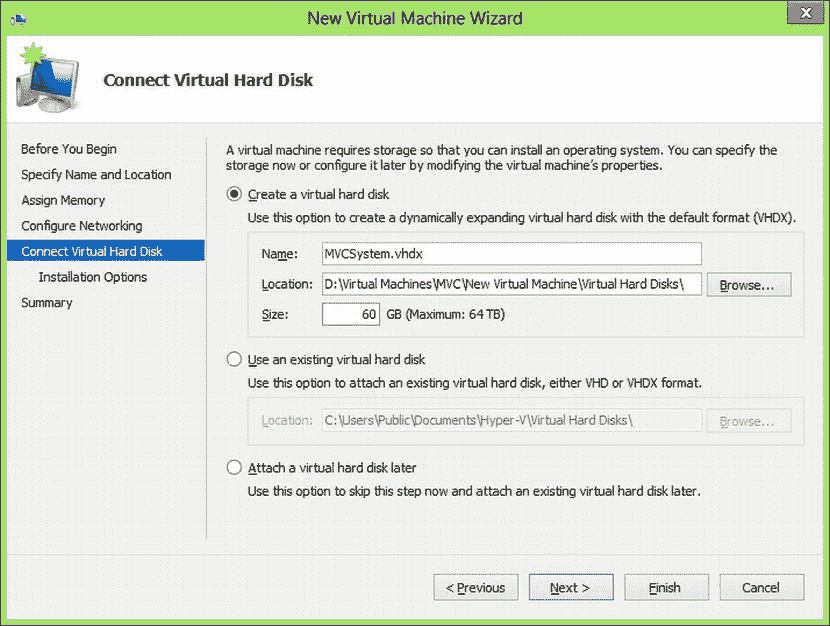 New Virtual Machine Wizard
Connect Virtual Hard Disk
Before You Begin
Specify Name and Location
Assign Memory
Configure Networking
Connect Virtual Hard Disk
Installation Options
Summary
A virtual machine requires storage so that you can install an operating system. You can specify the
storage now or configure it later by modifying the virtual machine's properties.
Create a virtual hard disk
Use this option to create a dynamically expanding virtual hard disk with the default format (VHDX).
Name: MVCSystem.vhdx
Location: D:\Virtual Machines\MVC\New Virtual Machine\Virtual Hard Disks\ Browse...
Size: 60 GB (Maximum: 64 TB)
Use an existing virtual hard disk
Use this option to attach an existing virtual hard disk, either VHD or VHDX format.
Location: C:\Users\Public\Documents\Hyper-V\Virtual Hard Disks\ Browse...
Attach a virtual hard disk later
Use this option to skip this step now and attach an existing virtual hard disk later.
< Previous Next > Finish Cancel